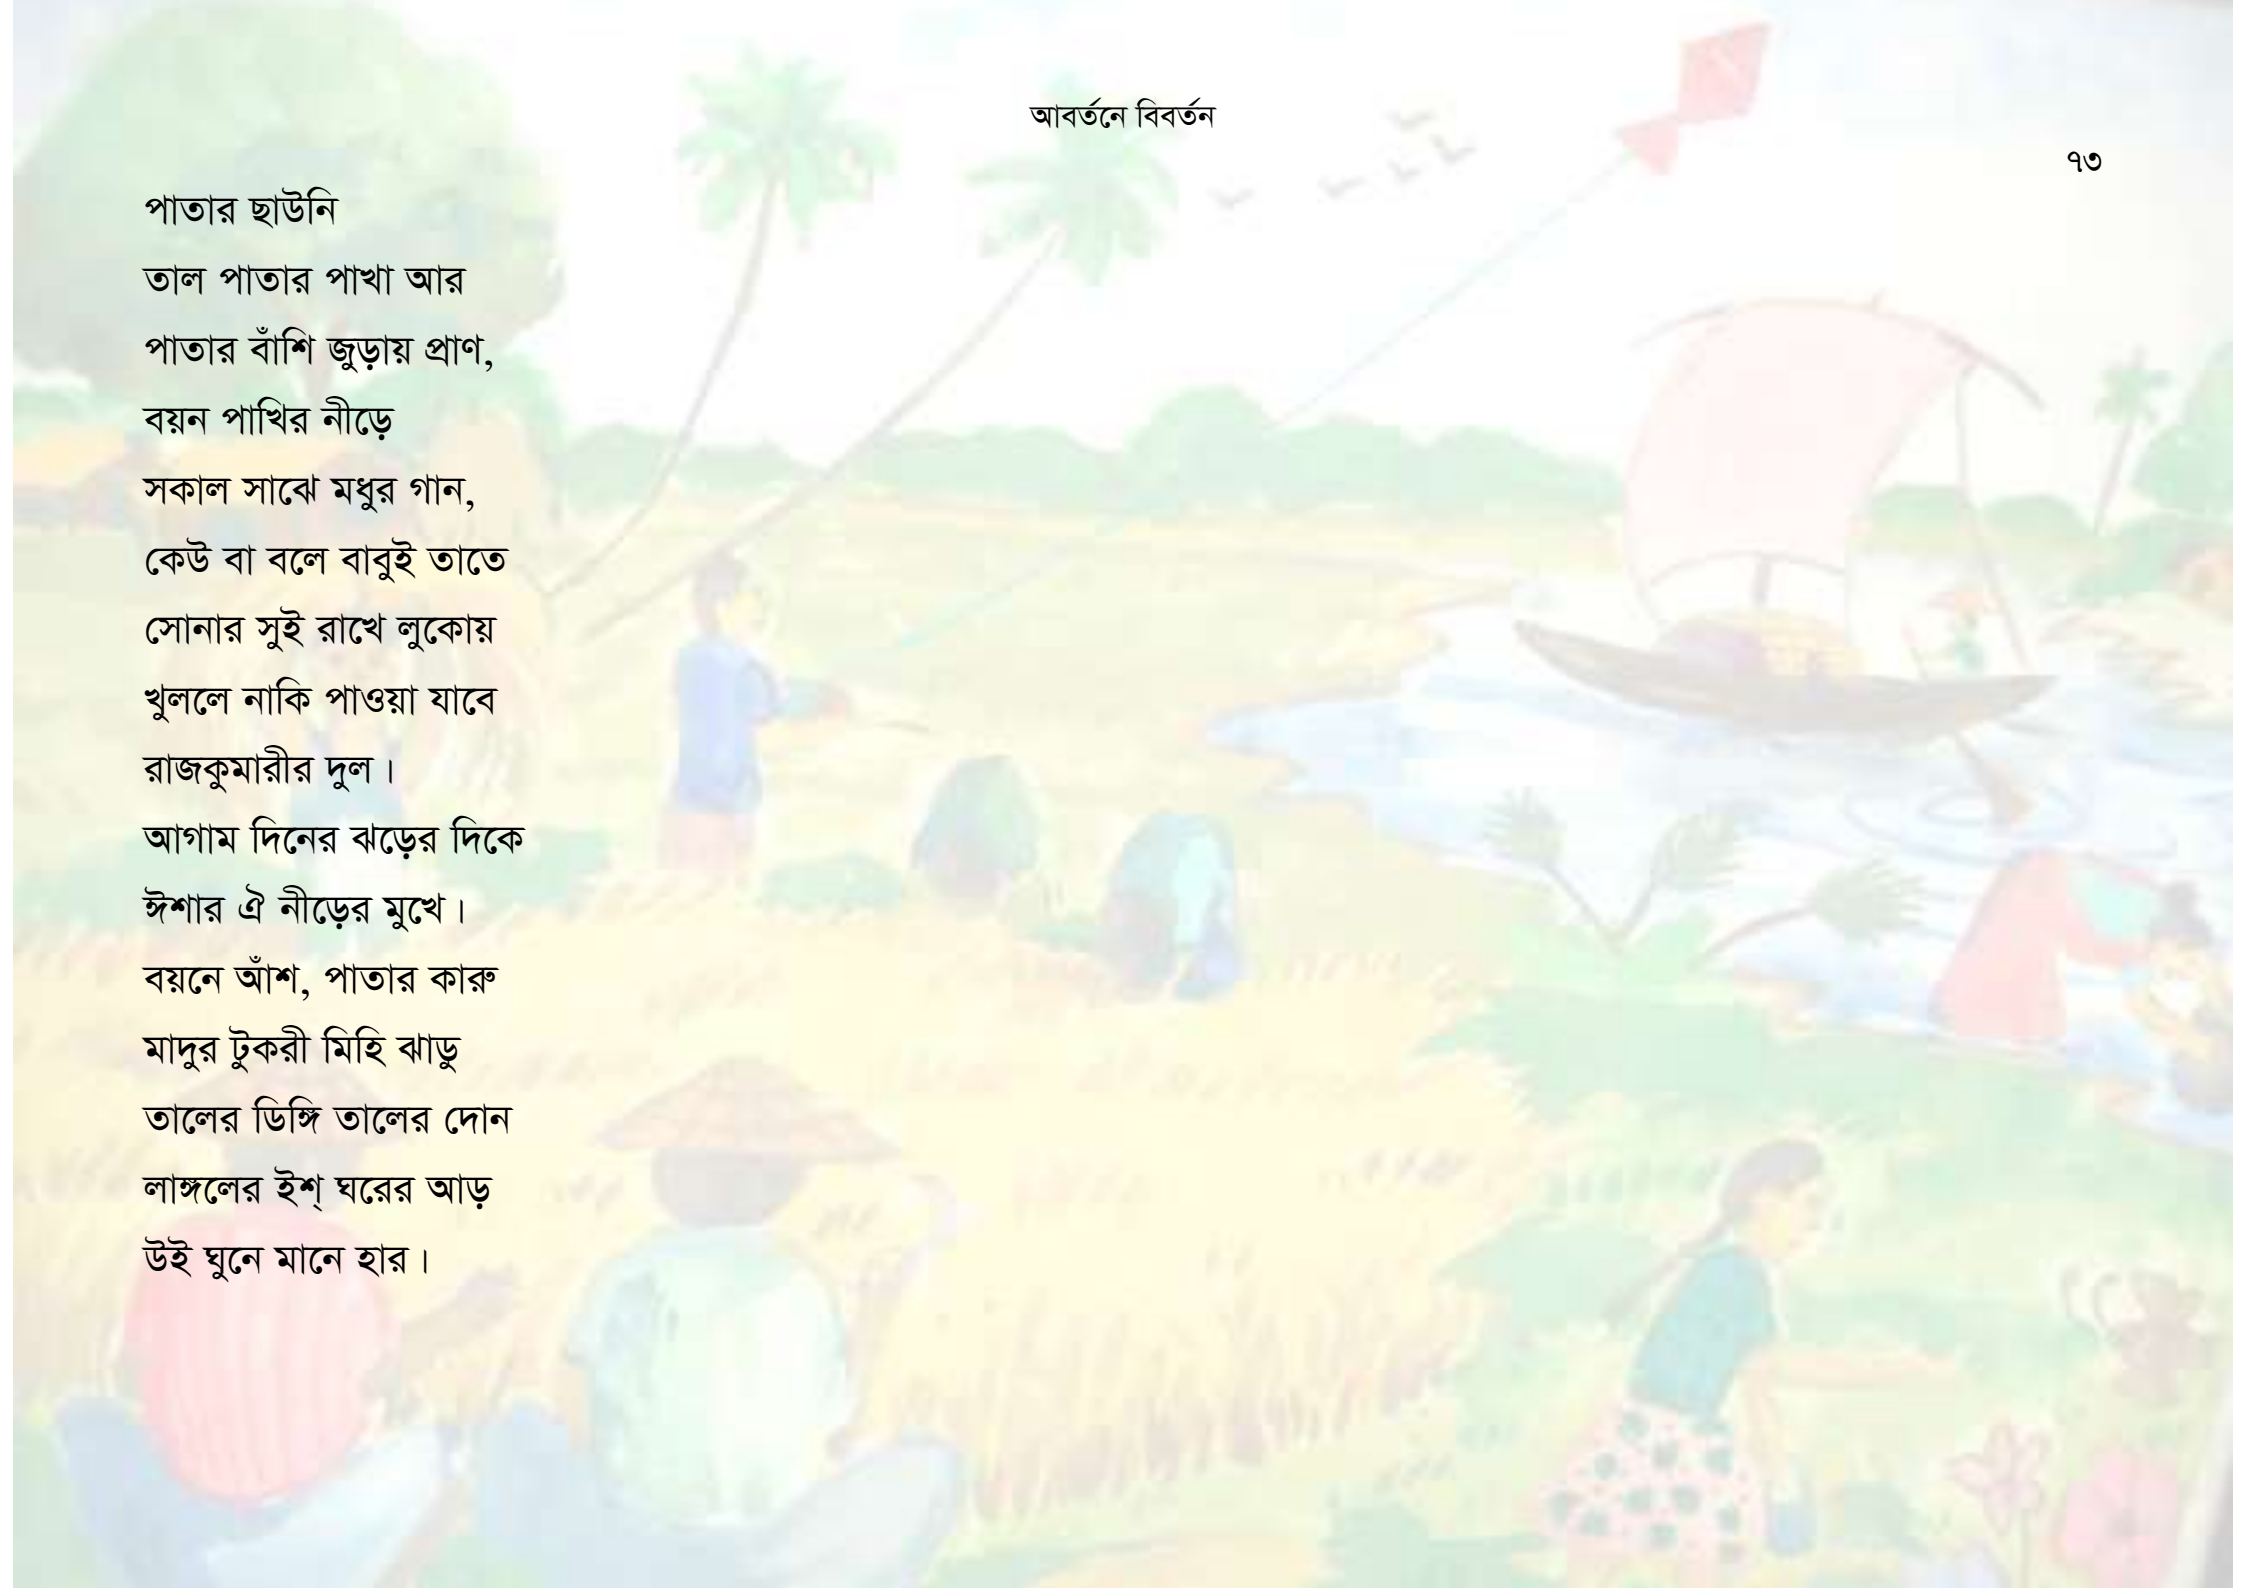 আবর্তনে বিবর্তন
৭৩
পাতার ছাউনি
তাল পাতার পাখা আর
পাতার বাঁশি জুড়ায় প্রাণ,
বয়ন পাখির নীড়ে
সকাল সাঝে মধুর গান,
কেউ বা বলে বাবুই তাতে
সোনার সুই রাখে লুকোয়
খুললে নাকি পাওয়া যাবে
রাজকুমারীর দুল।
আগাম দিনের ঝড়ের দিকে
ঈশার ঐ নীড়ের মুখে।
বয়নে আঁশ, পাতার কারু
মাদুর টুকরী মিহি ঝাড়ু
তালের ডিঙ্গি তালের দোন
লাঙ্গলের ইশ্ ঘরের আড়
উই ঘুনে মানে হার।